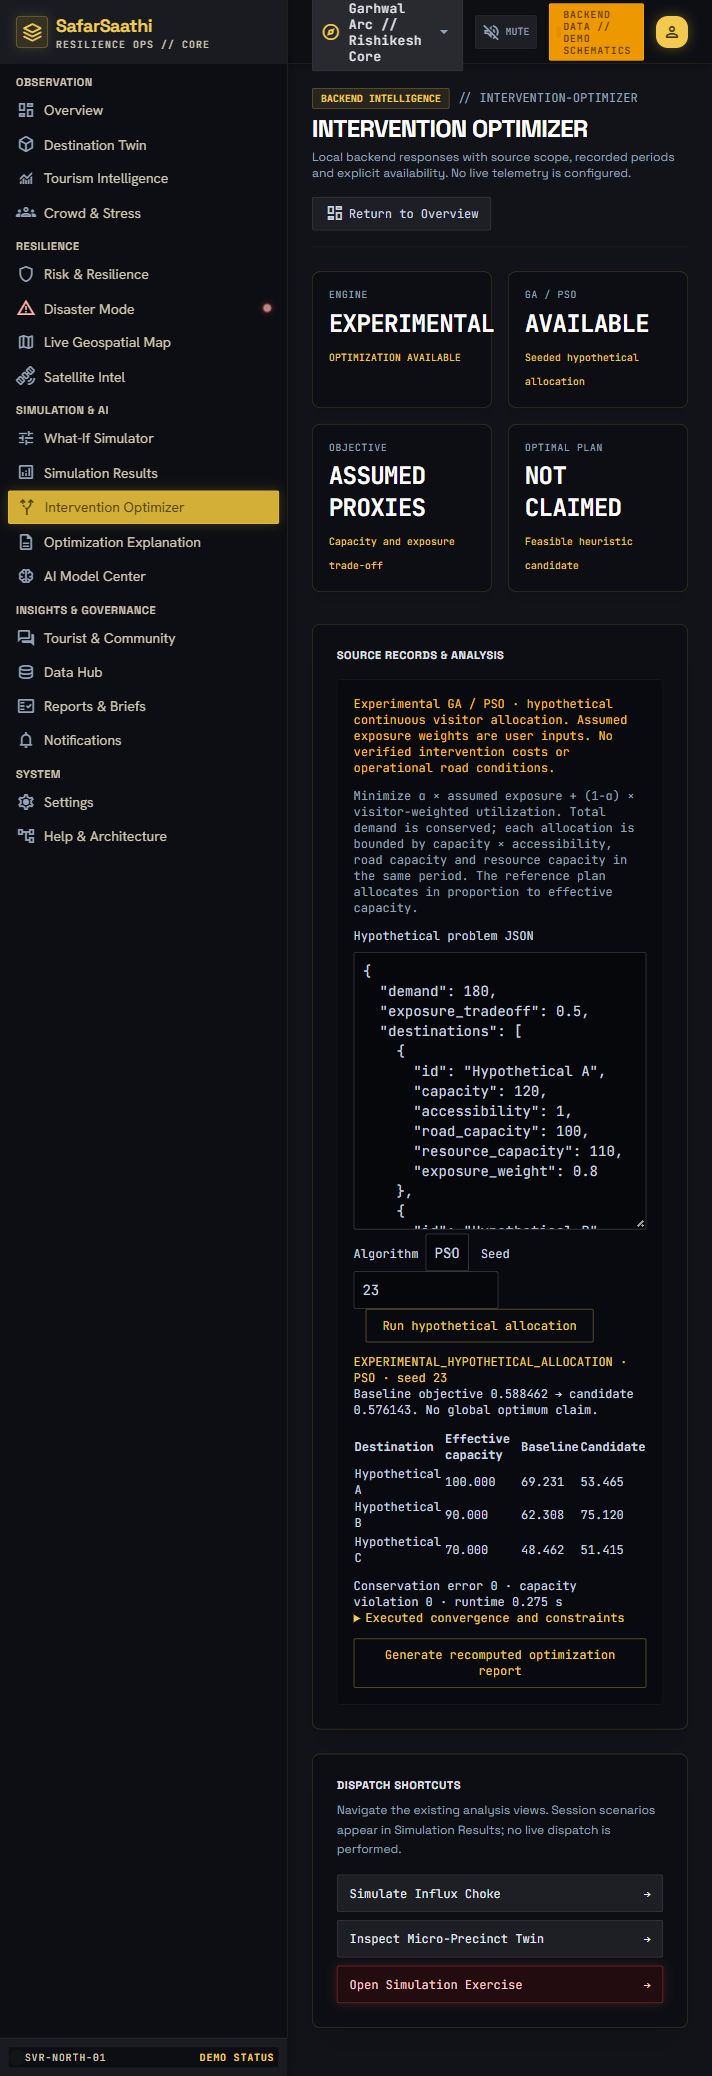 SafarSaathi
RESILIENCE OPS // CORE
OBSERVATION
Overview
Destination Twin
Tourism Intelligence
Crowd & Stress
RESILIENCE
Risk & Resilience
Disaster Mode
Live Geospatial Map
Satellite Intel
SIMULATION & AI
What-If Simulator
Simulation Results
Intervention Optimizer
Optimization Explanation
AI Model Center
INSIGHTS & GOVERNANCE
Tourist & Community
Data Hub
Reports & Briefs
Notifications
SYSTEM
Settings
Help & Architecture
SVR-NORTH-01
DEMO STATUS
Garhwal
Arc //
Rishikesh
Core
MUTE
BACKEND
DATA //
DEMO
SCHEMATICS
BACKEND INTELLIGENCE // INTERVENTION-OPTIMIZER
INTERVENTION OPTIMIZER
Local backend responses with source scope, recorded periods
and explicit availability. No live telemetry is configured.
Return to Overview
ENGINE
EXPERIMENTAL
OPTIMIZATION AVAILABLE
GA / PSO
AVAILABLE
Seeded hypothetical
allocation
OBJECTIVE
ASSUMED
PROXIES
Capacity and exposure
trade-off
OPTIMAL PLAN
NOT
CLAIMED
Feasible heuristic
candidate
SOURCE RECORDS & ANALYSIS
Experimental GA / PSO · hypothetical
continuous visitor allocation. Assumed
exposure weights are user inputs. No
verified intervention costs or
operational road conditions.
Minimize α × assumed exposure + (1-α) ×
visitor-weighted utilization. Total
demand is conserved; each allocation is
bounded by capacity × accessibility,
road capacity and resource capacity in
the same period. The reference plan
allocates in proportion to effective
capacity.
Hypothetical problem JSON
{
"demand": 180,
"exposure_tradeoff": 0.5,
"destinations": [
{
"id": "Hypothetical A",
"capacity": 120,
"accessibility": 1,
"road_capacity": 100,
"resource_capacity": 110,
"exposure_weight": 0.8
},
{
"id": "Hypothetical B"
Algorithm PSO Seed
23
Run hypothetical allocation
EXPERIMENTAL_HYPOTHETICAL_ALLOCATION ·
PSO · seed 23
Baseline objective 0.588462 → candidate
0.576143. No global optimum claim.
Destination Effective capacity Baseline Candidate
Hypothetical A 100.000 69.231 53.465
Hypothetical B 90.000 62.308 75.120
Hypothetical C 70.000 48.462 51.415
Conservation error 0 · capacity
violation 0 · runtime 0.275 s
▶ Executed convergence and constraints
Generate recomputed optimization
report
DISPATCH SHORTCUTS
Navigate the existing analysis views. Session scenarios
appear in Simulation Results; no live dispatch is
performed.
Simulate Influx Choke →
Inspect Micro-Precinct Twin →
Open Simulation Exercise →